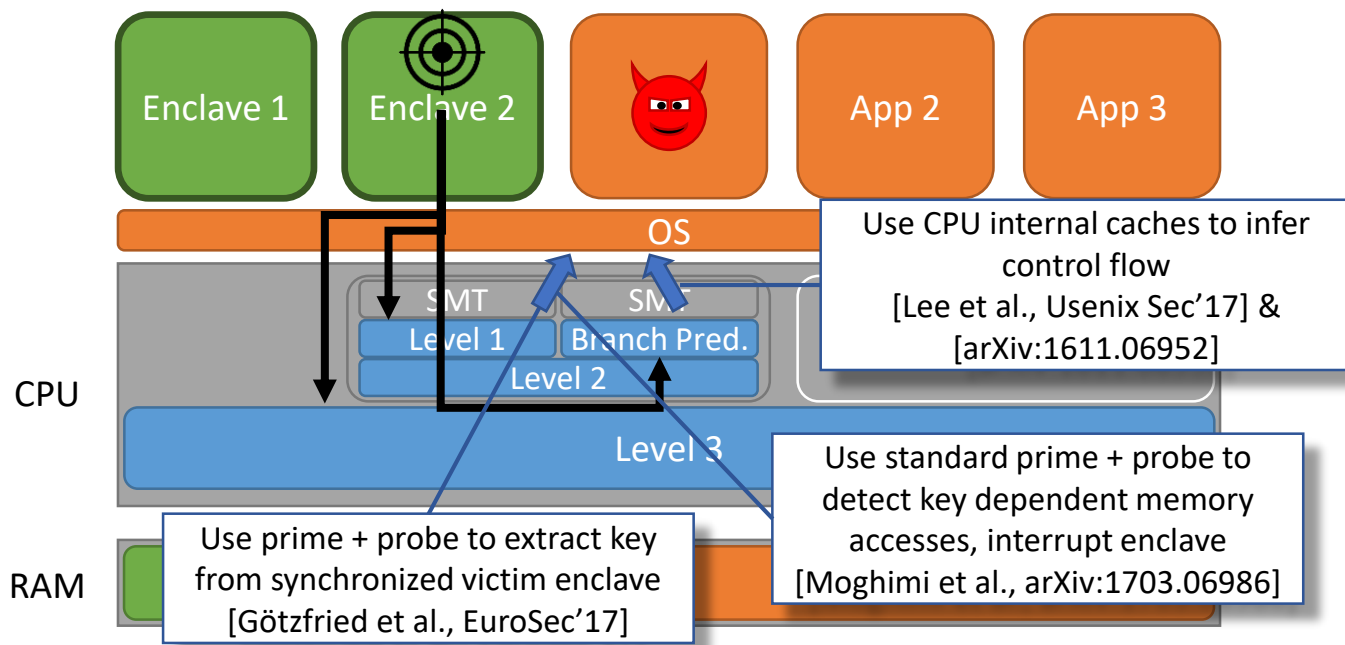 Enclave 1
Enclave 2
App 2
App 3
OS
Use CPU internal caches to infer
control flow
[Lee et al., Usenix Sec’17] &
[arXiv:1611.06952]
SMT
SMT
Level 1
Branch Pred.
Level 2
CPU
Level 3
Use standard prime + probe to
detect key dependent memory
accesses, interrupt enclave
[Moghimi et al., arXiv:1703.06986]
Use prime + probe to extract key
from synchronized victim enclave
[Götzfried et al., EuroSec’17]
RAM